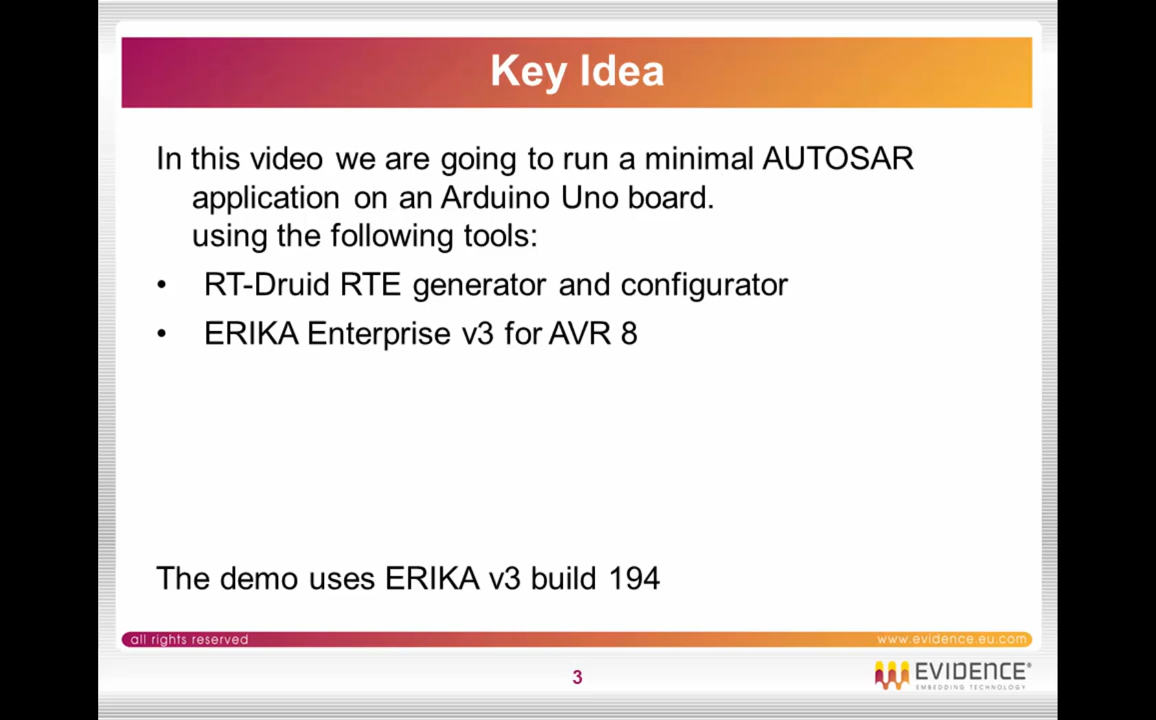 Key Idea
In this video we are going to run a minimal AUTOSAR
application on an Arduino Uno board.
using the following tools:
• RT-Druid RTE generator and configurator
• ERIKA Enterprise v3 for AVR 8
The demo uses ERIKA v3 build 194
all rights reserved
www.evidence.eu.com
3
EVIDENCE®
EMBEDDING TECHNOLOGY